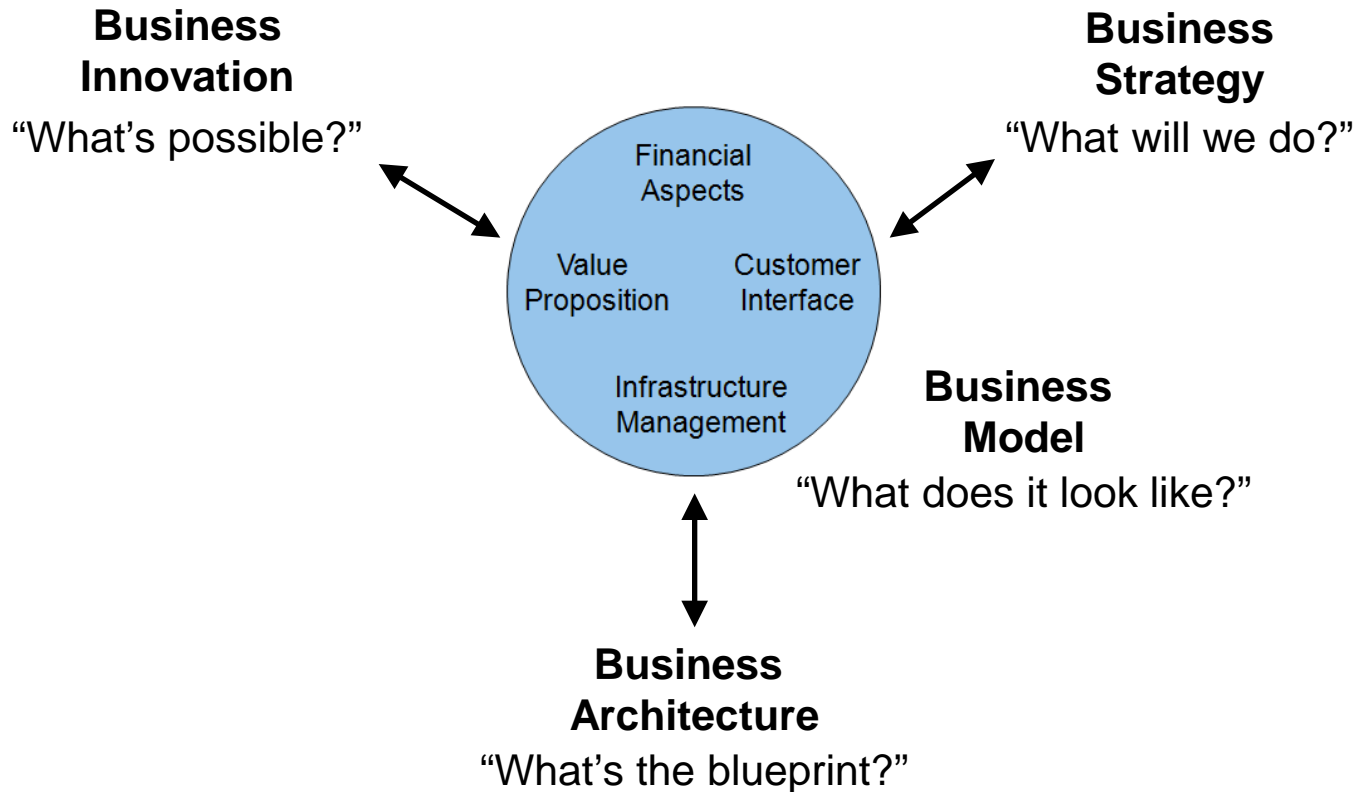 Business
Innovation
“What’s possible?”
Business
Strategy
“What will we do?”
Financial
Aspects
Value
Proposition
Customer
Interface
Infrastructure
Management
Business
Model
“What does it look like?”
Business
Architecture
“What’s the blueprint?”